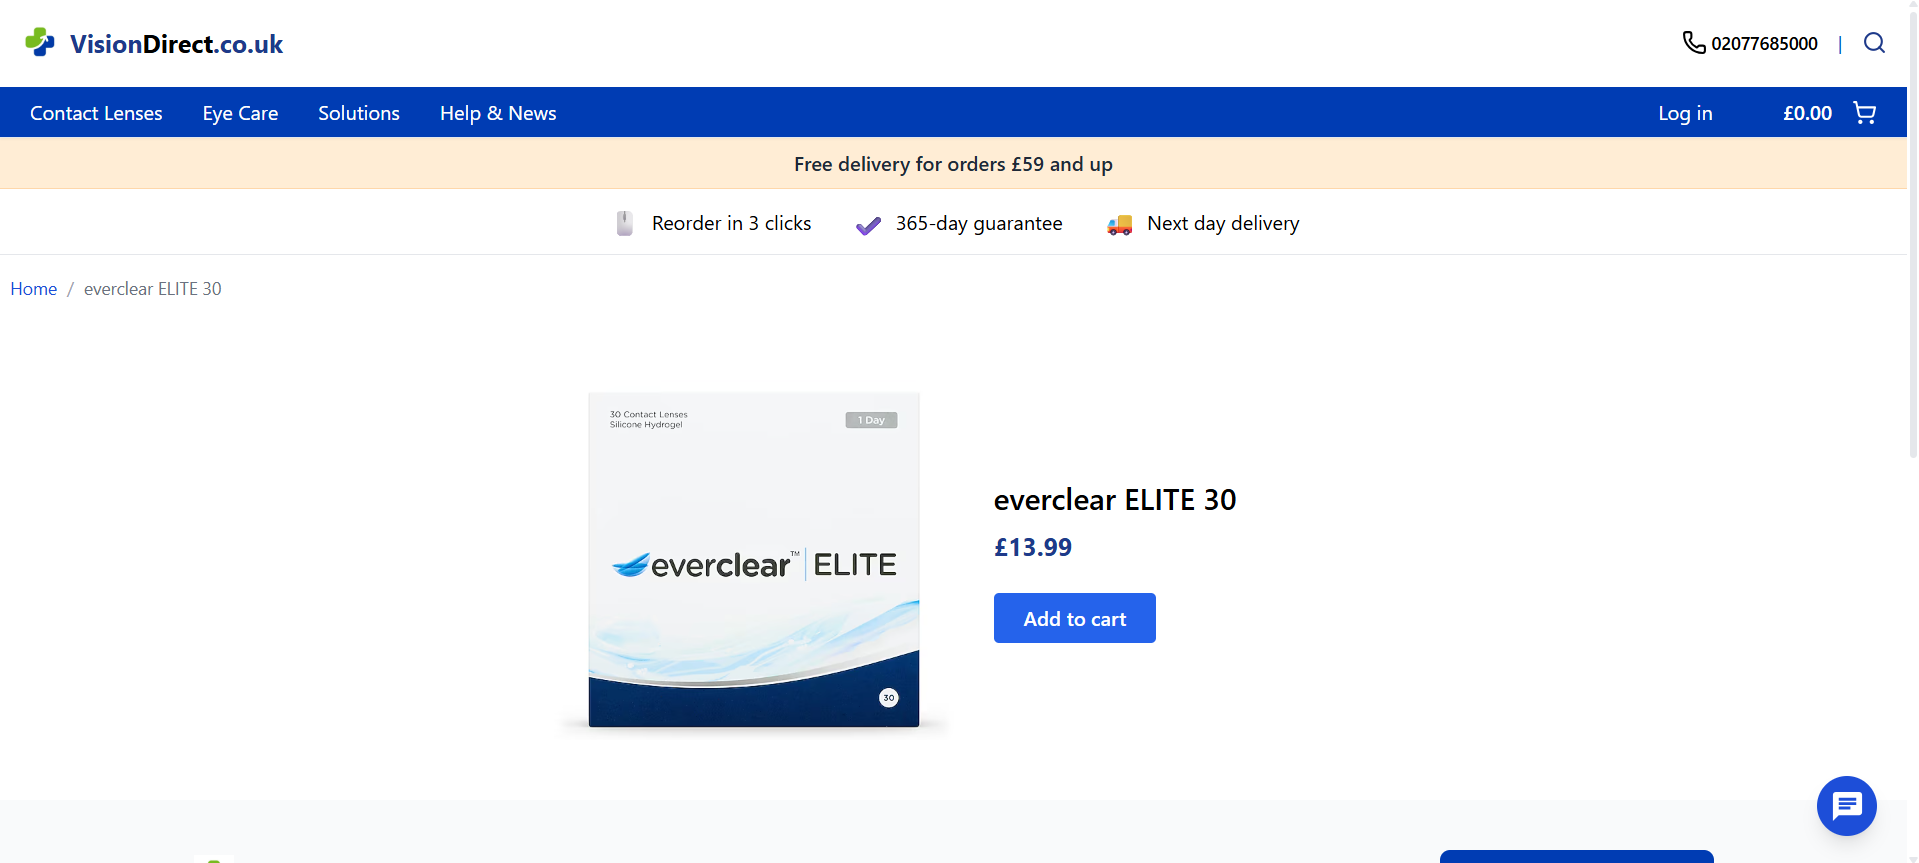 VisionDirect.co.uk
02077685000
|
Contact Lenses
Eye Care
Solutions
Help & News
Log in
£0.00
Free delivery for orders £59 and up
Reorder in 3 clicks
365-day guarantee
Next day delivery
Home / everclear ELITE 30
30 Contact Lenses
Silicone Hydrogel
1 Day
everclear™ | ELITE
30
everclear ELITE 30
£13.99
Add to cart